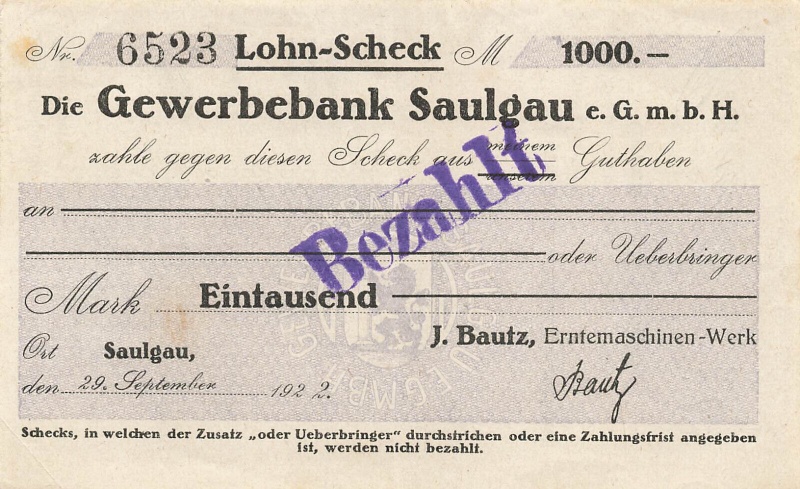 Nr. 6523 Lohn-Scheck M 1000.–
Die Gewerbebank Saulgau e. G. m. b. H.
zahle gegen diesen Scheck aus meinem Guthaben
unserem
Bezahlt
an
oder Ueberbringer
Mark Eintausend
J. Bautz, Erntemaschinen-Werk
Ort Saulgau,
den 29. September 1922.
Bautz
Schecks, in welchen der Zusatz „oder Ueberbringer" durchstrichen oder eine Zahlungsfrist angegeben
ist, werden nicht bezahlt.